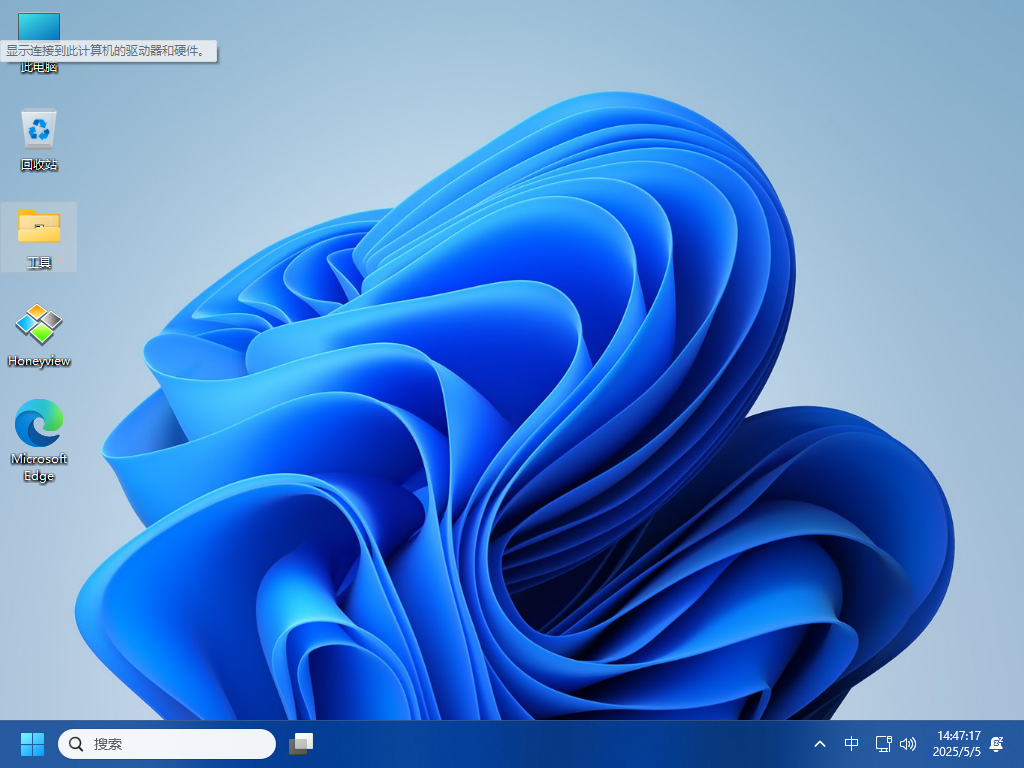 显示连接到此计算机的驱动器和硬件。
此电脑
回收站
工具
Honeyview
Microsoft
Edge
搜索
中
14:47:17
2025/5/5